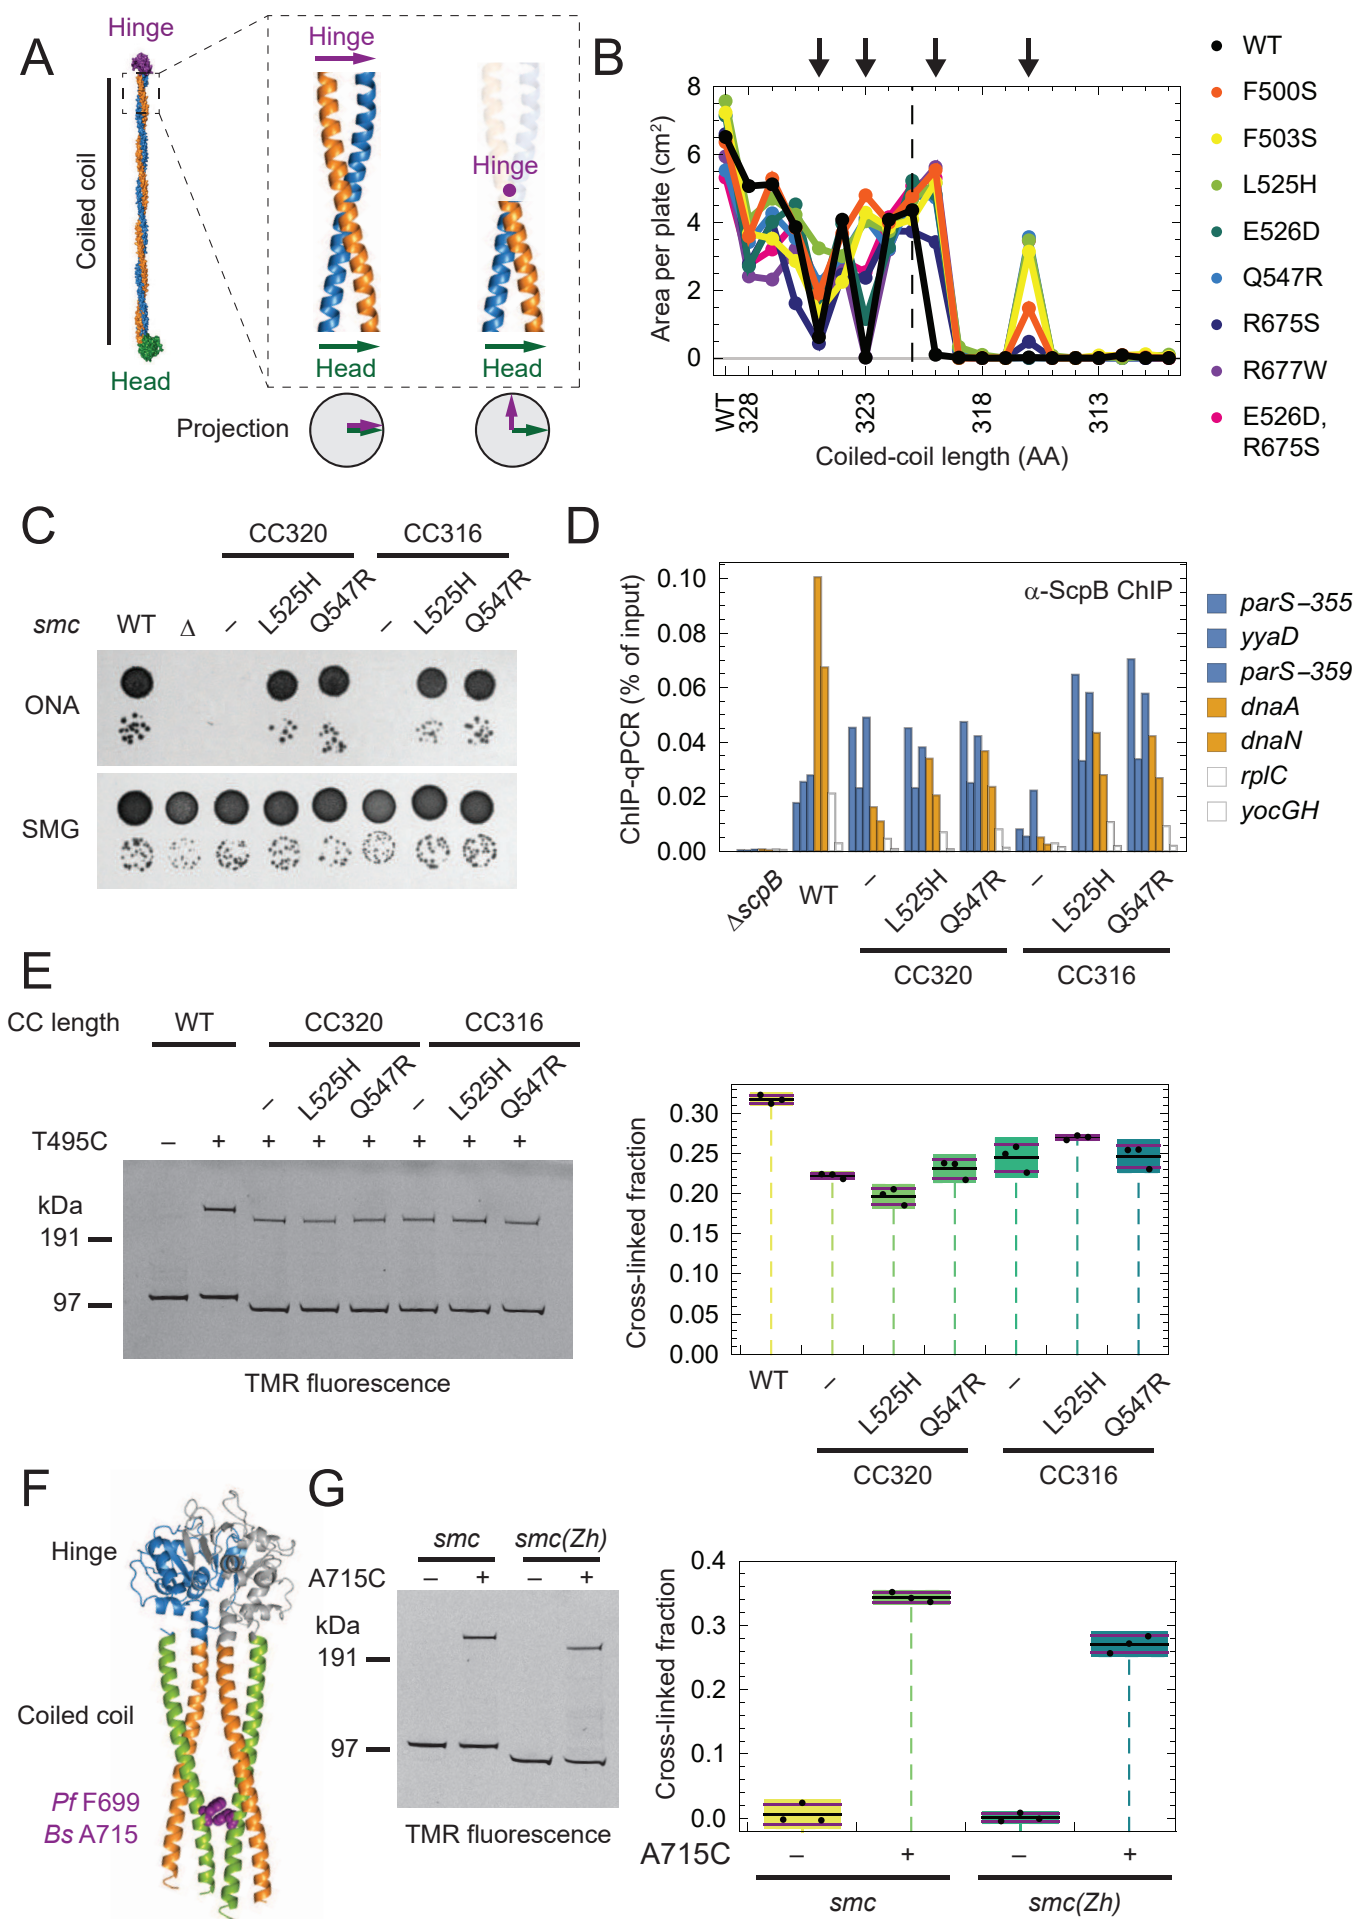 A
Hinge
Coiled coil
Head
Hinge
Hinge
Head
Head
Projection
B
Area per plate (cm²)
8
6
4
2
0
WT
328
323
318
313
Coiled-coil length (AA)
WT
F500S
F503S
L525H
E526D
Q547R
R675S
R677W
E526D,
R675S
C
CC320 CC316
smc WT Δ – L525H Q547R – L525H Q547R
ONA
SMG
D
α-ScpB ChIP
ChIP-qPCR (% of input)
0.10
0.08
0.06
0.04
0.02
0.00
ΔscpB WT – L525H Q547R – L525H Q547R
CC320 CC316
parS–355
yyaD
parS–359
dnaA
dnaN
rplC
yocGH
E
CC length WT CC320 CC316
– L525H Q547R – L525H Q547R
T495C – + + + + + + +
kDa
191
97
TMR fluorescence
Cross-linked fraction
0.30
0.25
0.20
0.15
0.10
0.05
0.00
WT – L525H Q547R – L525H Q547R
CC320 CC316
F
Hinge
Coiled coil
Pf F699
Bs A715
G
smc smc(Zh)
A715C – + – +
kDa
191
97
TMR fluorescence
Cross-linked fraction
0.4
0.3
0.2
0.1
0.0
A715C – + – +
smc smc(Zh)